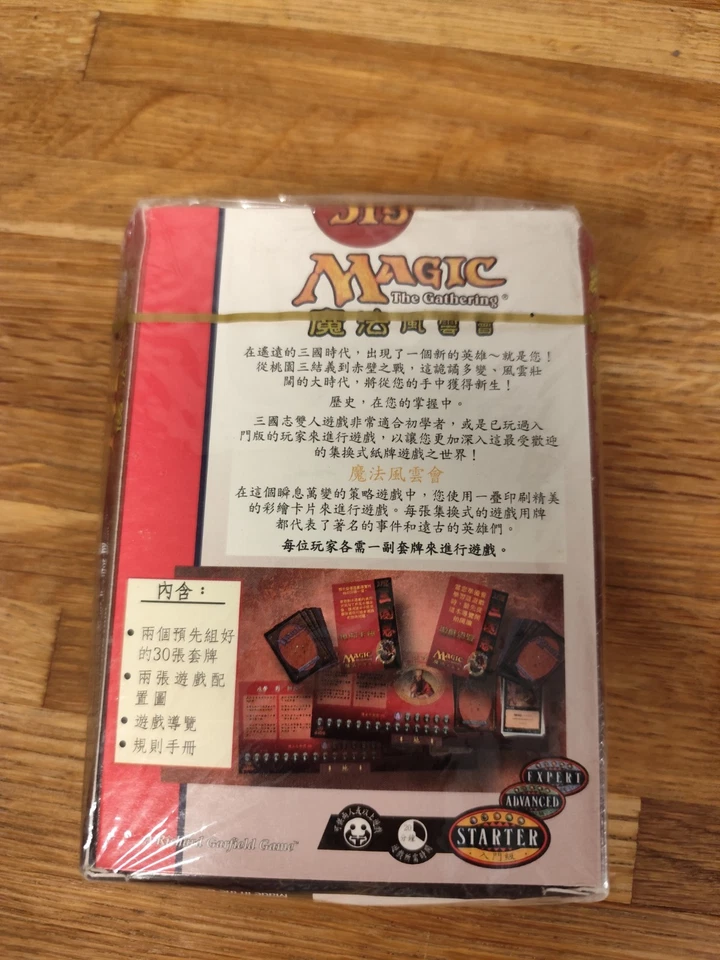 MAGIC
The Gathering®
魔法風雲會
在遙遠的三國時代，出現了一個新的英雄～就是您！
從桃園三結義到赤壁之戰，這詭譎多變、風雲壯
闊的大時代，將從您的手中獲得新生！
歷史，在您的掌握中。
三國志雙人遊戲非常適合初學者，或是已玩過入
門版的玩家來進行遊戲，以讓您更加深入這最受歡迎
的集換式紙牌遊戲之世界！
魔法風雲會
在這個瞬息萬變的策略遊戲中，您使用一疊印刷精美
的彩繪卡片來進行遊戲。每張集換式的遊戲用牌
都代表了著名的事件和遠古的英雄們。
每位玩家各需一副套牌來進行遊戲。
內含：
• 兩個預先組好
的30張套牌
• 兩張遊戲配
置圖
• 遊戲導覽
• 規則手冊
MAGIC
MAGIC
EXPERT
ADVANCED
STARTER
入門級
A Richard Garfield Game™